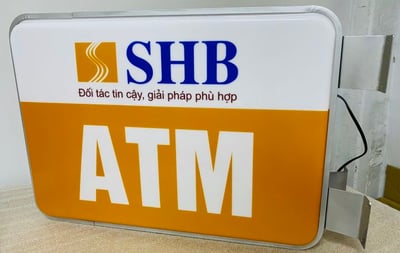 SHB
Đối tác tin cậy, giải pháp phù hợp
ATM